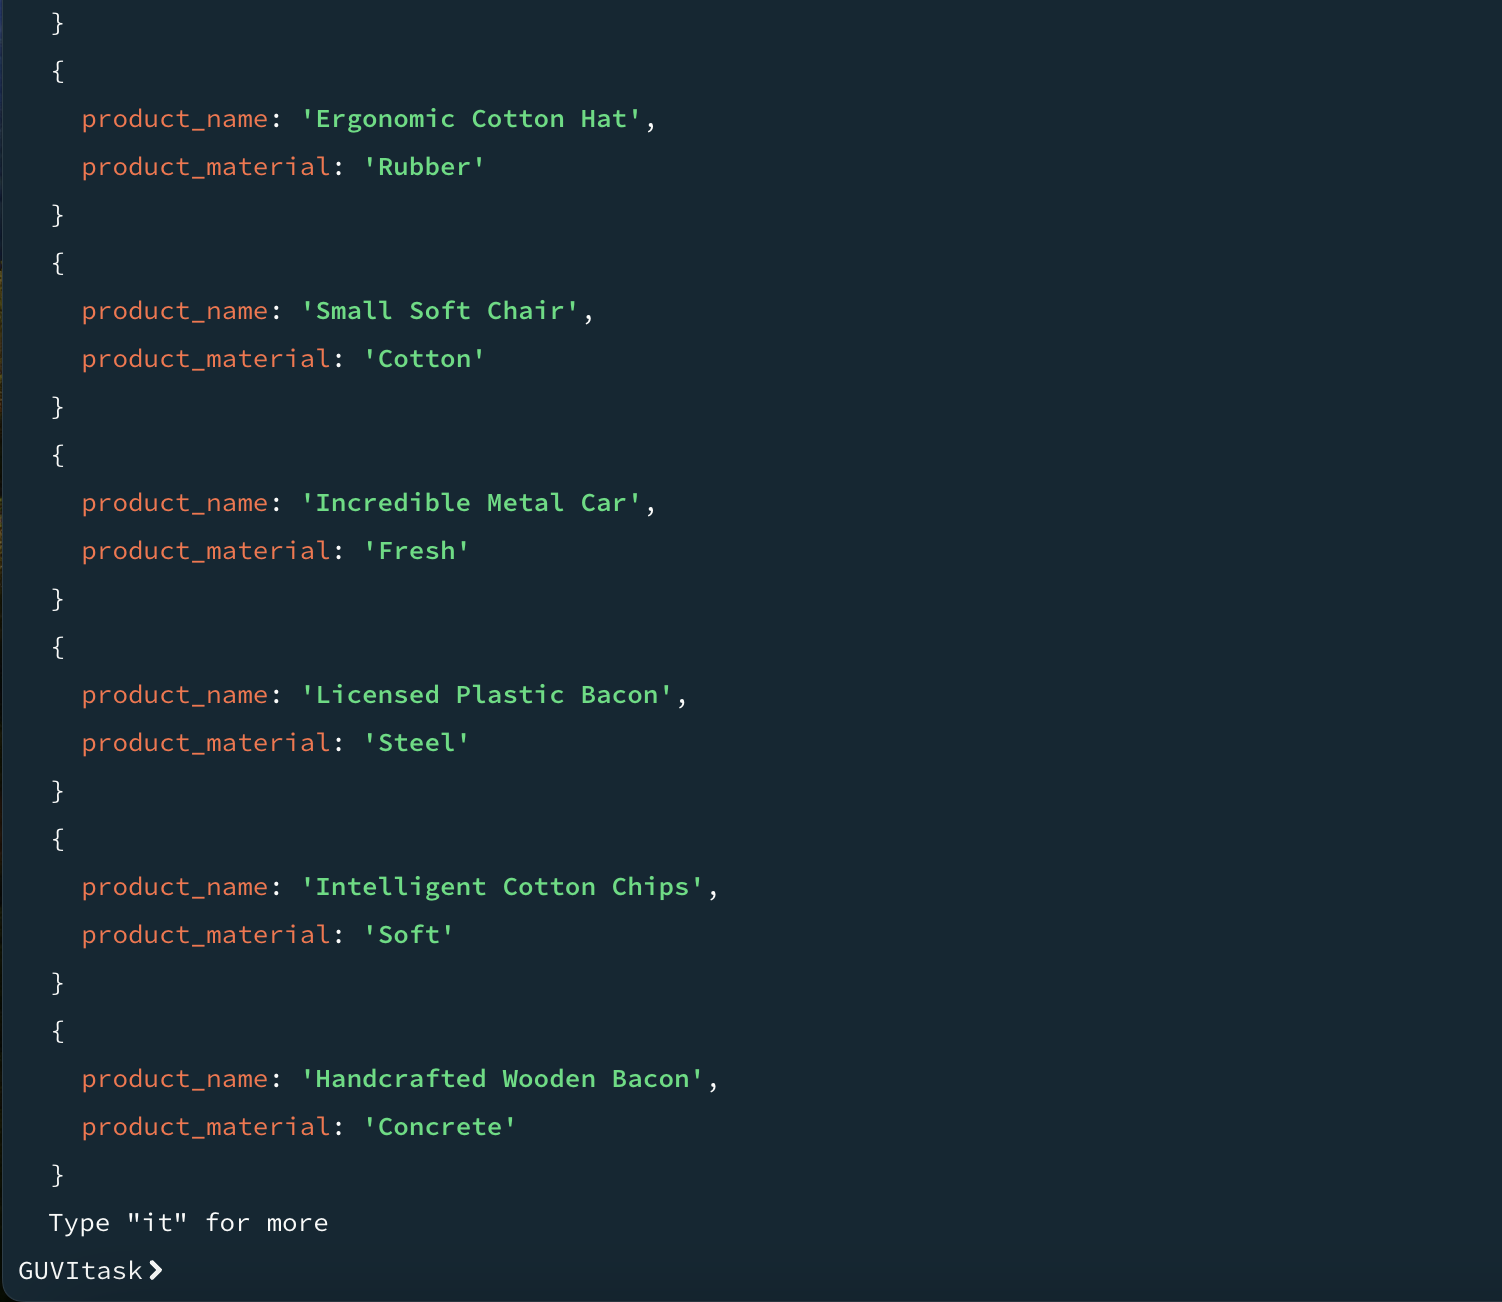 }
{
product_name: 'Ergonomic Cotton Hat',
product_material: 'Rubber'
}
{
product_name: 'Small Soft Chair',
product_material: 'Cotton'
}
{
product_name: 'Incredible Metal Car',
product_material: 'Fresh'
}
{
product_name: 'Licensed Plastic Bacon',
product_material: 'Steel'
}
{
product_name: 'Intelligent Cotton Chips',
product_material: 'Soft'
}
{
product_name: 'Handcrafted Wooden Bacon',
product_material: 'Concrete'
}
Type "it" for more
GUVItask>